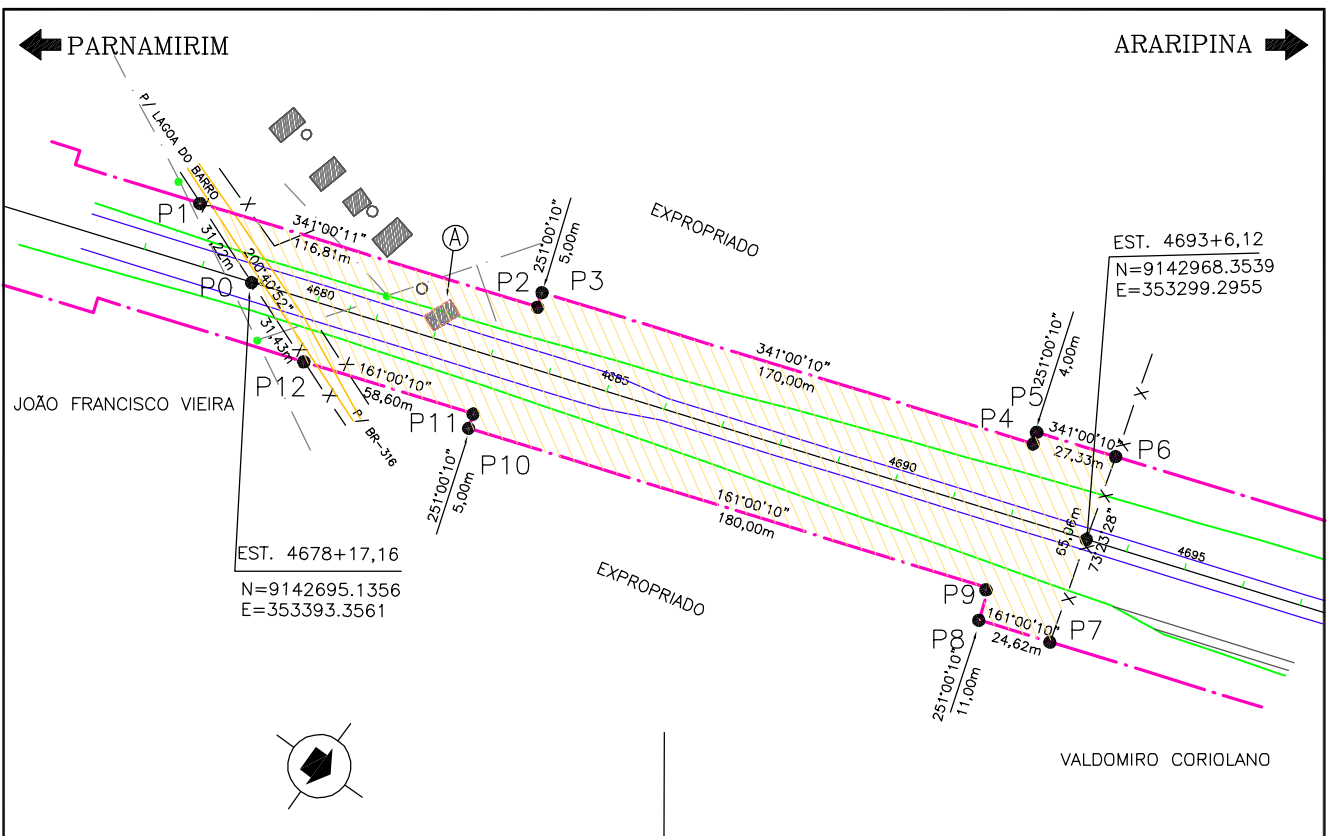 PARNAMIRIM
ARARIPINA
P/ LAGOA DO BARRO
P1
341°00'11"
116,81m
A
251°00'10"
5,00m
P2
P3
EXPROPRIADO
EST. 4693+6,12
N=9142968.3539
E=353299.2955
31,22m
200°40'52"
P0
4680
31,43m
P12
161°00'10"
58,60m
4685
341°00'10"
170,00m
P5
251°00'10"
4,00m
P4
341°00'10"
27,33m
P6
JOÃO FRANCISCO VIEIRA
P11
P10
P/ BR-316
251°00'10"
5,00m
4690
161°00'10"
180,00m
65,06m
73°23'28"
4695
EST. 4678+17,16
N=9142695.1356
E=353393.3561
EXPROPRIADO
P9
P8
161°00'10"
24,62m
P7
251°00'10"
11,00m
VALDOMIRO CORIOLANO